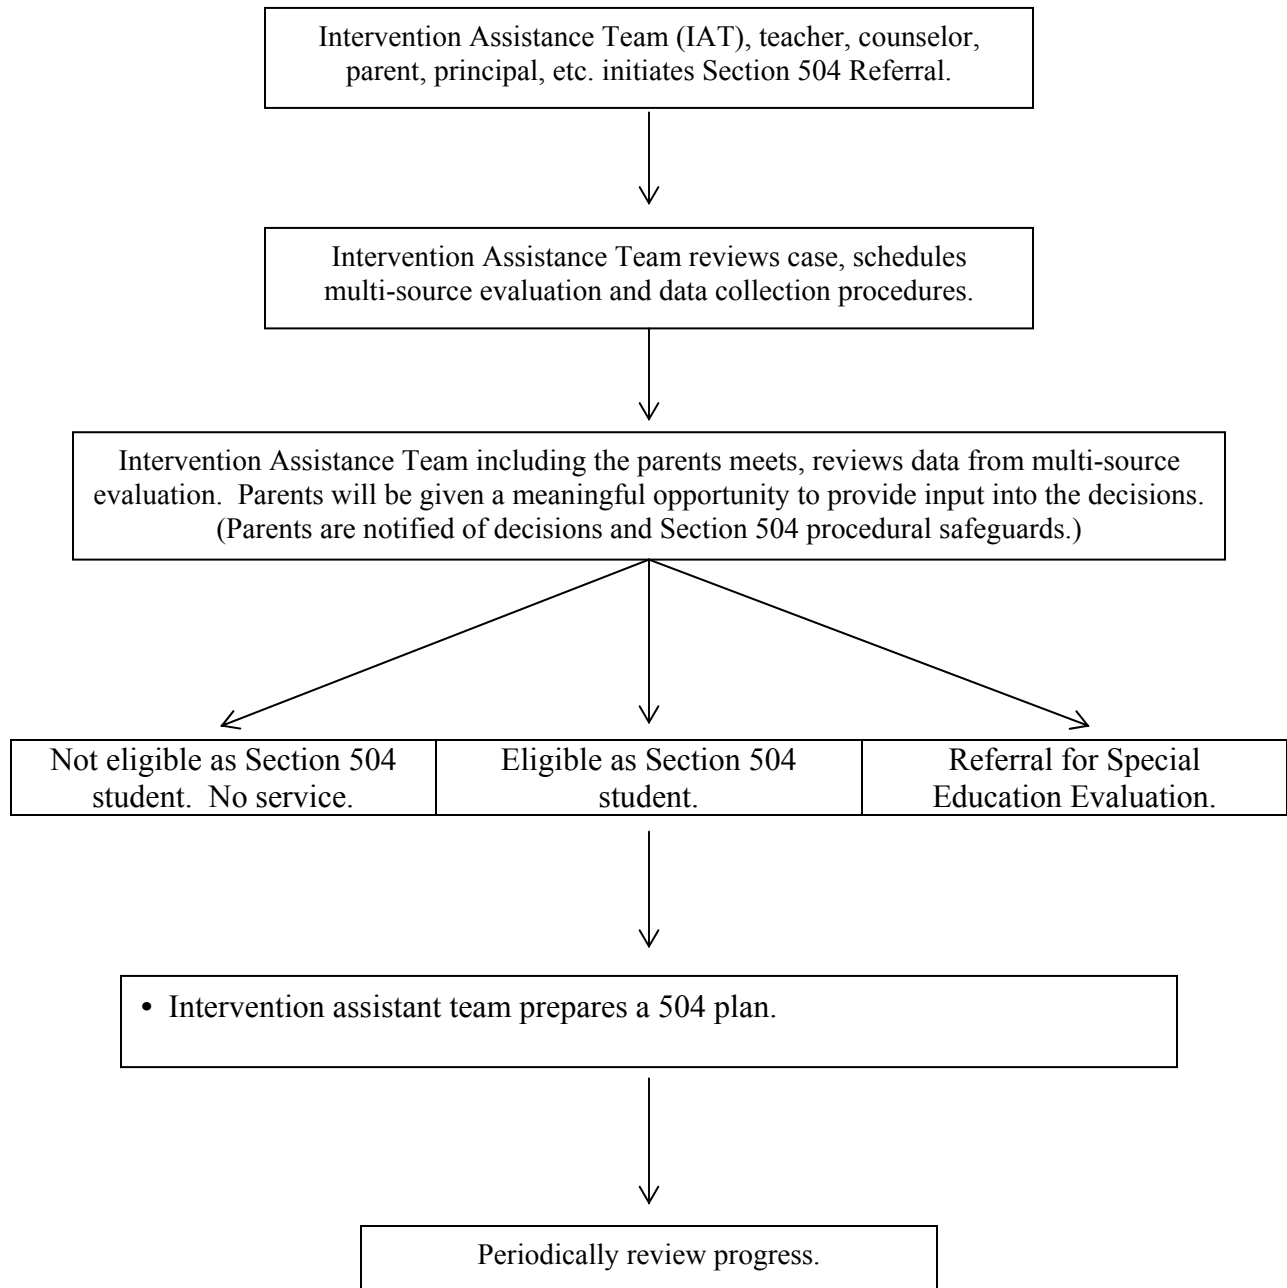 Intervention Assistance Team (IAT), teacher, counselor,
parent, principal, etc. initiates Section 504 Referral.
Intervention Assistance Team reviews case, schedules
multi-source evaluation and data collection procedures.
Intervention Assistance Team including the parents meets, reviews data from multi-source
evaluation.  Parents will be given a meaningful opportunity to provide input into the decisions.
(Parents are notified of decisions and Section 504 procedural safeguards.)
Not eligible as Section 504
student.  No service.
Eligible as Section 504
student.
Referral for Special
Education Evaluation.
• Intervention assistant team prepares a 504 plan.
Periodically review progress.